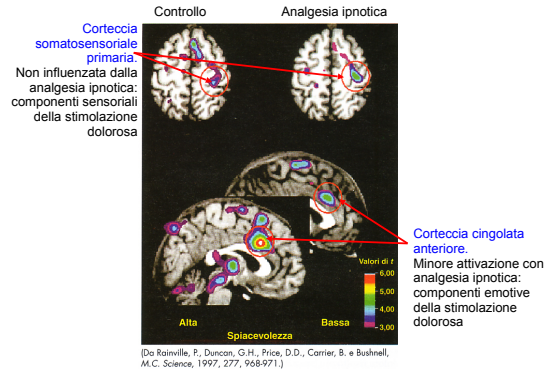 Controllo
Analgesia ipnotica
Corteccia
somatosensoriale
primaria.
Non influenzata dalla
analgesia ipnotica:
componenti sensoriali
della stimolazione
dolorosa
Corteccia cingolata
anteriore.
Minore attivazione con
analgesia ipnotica:
componenti emotive
della stimolazione
dolorosa
Valori di t
6,00
5,00
4,00
3,00
Alta
Bassa
Spiacevolezza
(Da Rainville, P., Duncan, G.H., Price, D.D., Carrier, B. e Bushnell,
M.C. Science, 1997, 277, 968-971.)